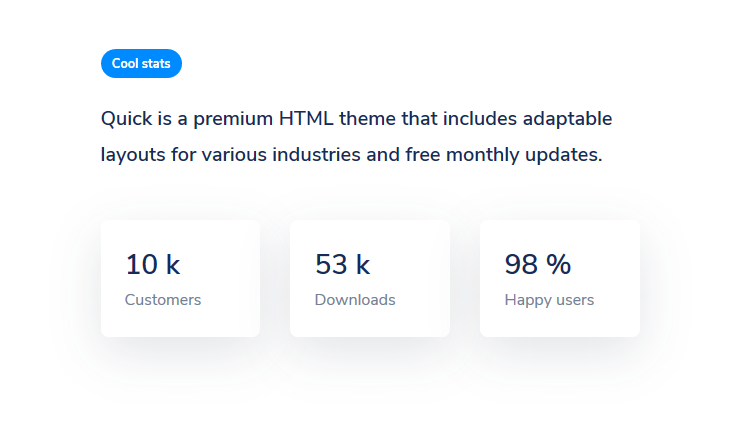 Cool stats
Quick is a premium HTML theme that includes adaptable
layouts for various industries and free monthly updates.
10 k
Customers
53 k
Downloads
98 %
Happy users